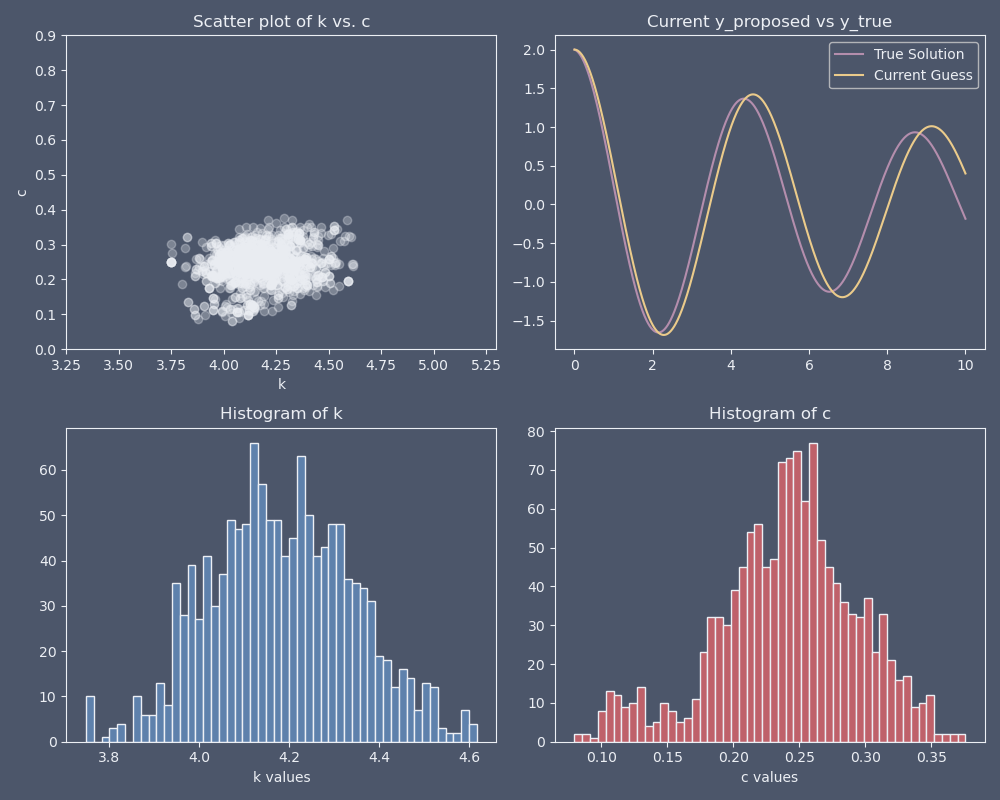 Scatter plot of k vs. c
0.9
0.8
0.7
0.6
0.5
0.4
0.3
0.2
0.1
0.0
c
3.25 3.50 3.75 4.00 4.25 4.50 4.75 5.00 5.25
k
Current y_proposed vs y_true
True Solution
Current Guess
2.0
1.5
1.0
0.5
0.0
−0.5
−1.0
−1.5
0 2 4 6 8 10
Histogram of k
60
50
40
30
20
10
0
3.8 4.0 4.2 4.4 4.6
k values
Histogram of c
80
70
60
50
40
30
20
10
0
0.10 0.15 0.20 0.25 0.30 0.35
c values